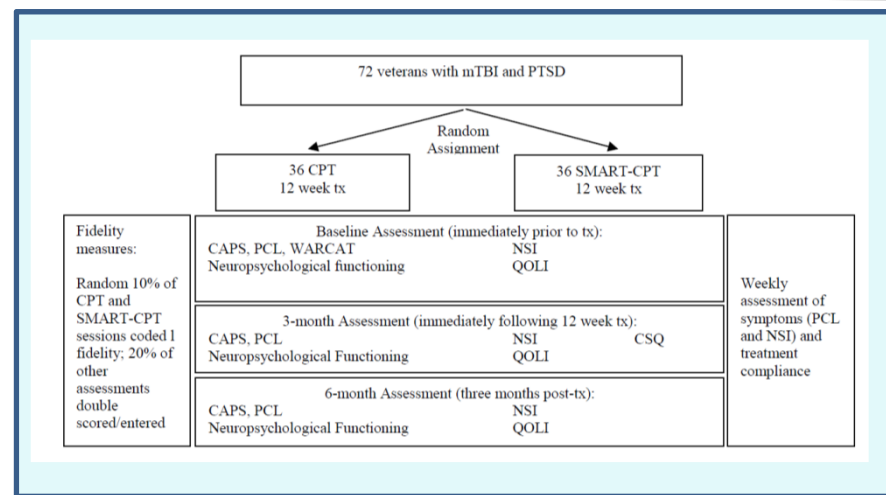 72 veterans with mTBI and PTSD
Random
Assignment
36 CPT
12 week tx
36 SMART-CPT
12 week tx
Fidelity
measures:
Random 10% of
CPT and
SMART-CPT
sessions coded l
fidelity; 20% of
other
assessments
double
scored/entered
Baseline Assessment (immediately prior to tx):
CAPS, PCL, WARCAT NSI
Neuropsychological functioning QOLI
3-month Assessment (immediately following 12 week tx):
CAPS, PCL NSI CSQ
Neuropsychological Functioning QOLI
6-month Assessment (three months post-tx):
CAPS, PCL NSI
Neuropsychological Functioning QOLI
Weekly
assessment of
symptoms (PCL
and NSI) and
treatment
compliance